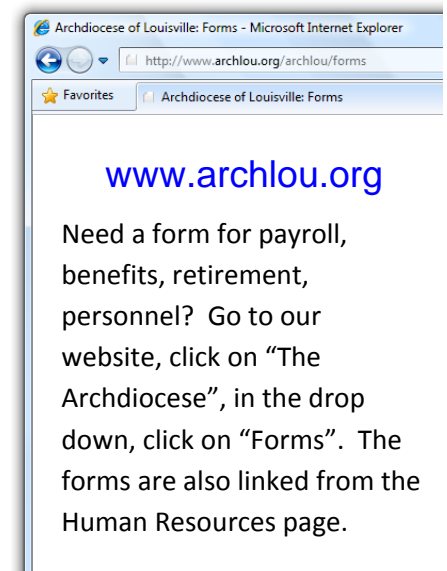 Archdiocese of Louisville: Forms - Microsoft Internet Explorer
http://www.archlou.org/archlou/forms
Favorites Archdiocese of Louisville: Forms
www.archlou.org
Need a form for payroll,
benefits, retirement,
personnel? Go to our
website, click on “The
Archdiocese”, in the drop
down, click on “Forms”. The
forms are also linked from the
Human Resources page.